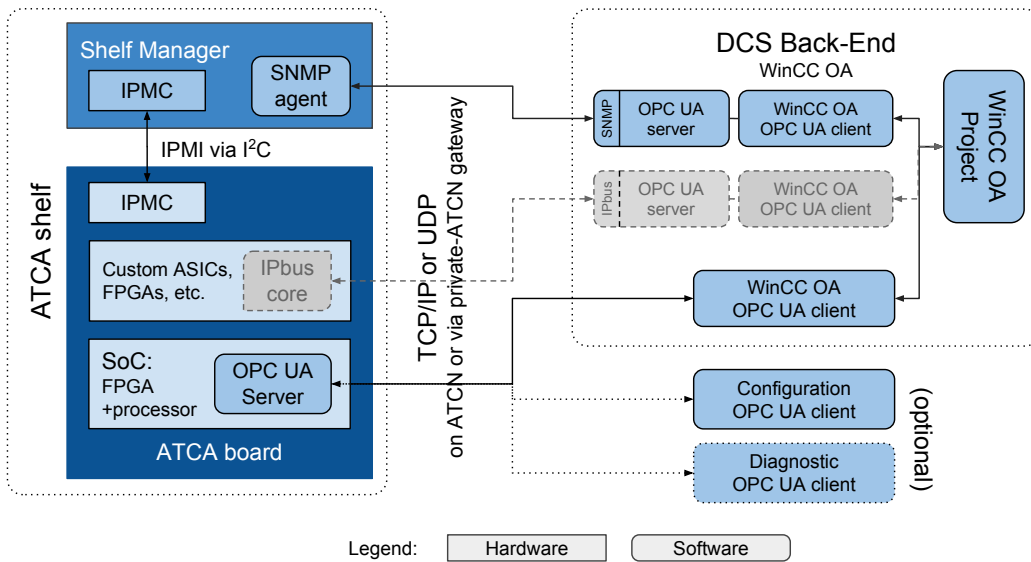 Shelf Manager
IPMC
SNMP
agent
IPMI via I²C
IPMC
Custom ASICs,
FPGAs, etc.
IPbus
core
SoC:
FPGA
+processor
OPC UA
Server
ATCA board
ATCA shelf
TCP/IP or UDP
on ATCN or via private-ATCN gateway
DCS Back-End
WinCC OA
SNMP
OPC UA
server
WinCC OA
OPC UA client
IPbus
OPC UA
server
WinCC OA
OPC UA client
WinCC OA
Project
WinCC OA
OPC UA client
Configuration
OPC UA client
Diagnostic
OPC UA client
(optional)
Legend:
Hardware
Software